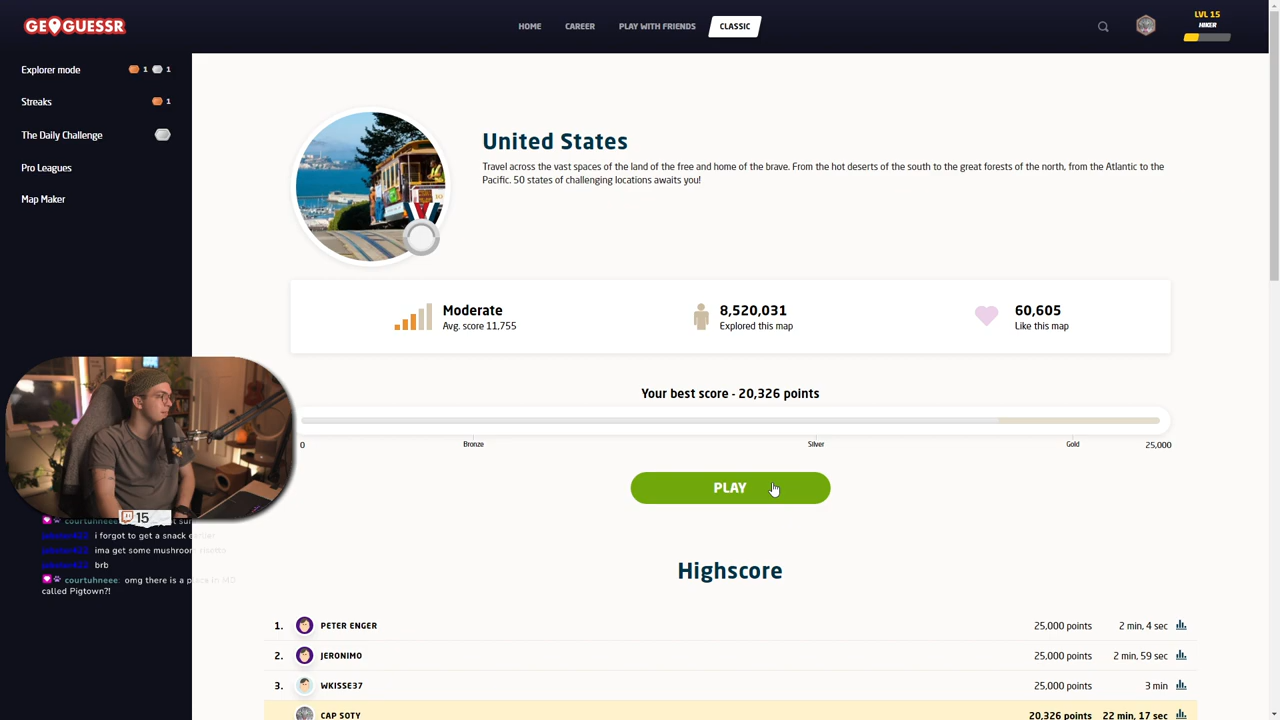 GEOGUESSR
HOME
CAREER
PLAY WITH FRIENDS
CLASSIC
LVL 15
HIKER
Explorer mode
1
1
Streaks
1
The Daily Challenge
Pro Leagues
Map Maker
United States
Travel across the vast spaces of the land of the free and home of the brave. From the hot deserts of the south to the great forests of the north, from the Atlantic to the
Pacific. 50 states of challenging locations awaits you!
Moderate
Avg. score 11,755
8,520,031
Explored this map
60,605
Like this map
Your best score - 20,326 points
0
Bronze
Silver
Gold
25,000
PLAY
15
courtuhneee:
i forgot to get a snack earlier
ima get some mushroom risotto
brb
courtuhneee: omg there is a place in MD
called Pigtown?!
Highscore
1. PETER ENGER 25,000 points 2 min, 4 sec
2. JERONIMO 25,000 points 2 min, 59 sec
3. WKISSE37 25,000 points 3 min
CAP SOTY 20,326 points 22 min, 17 sec